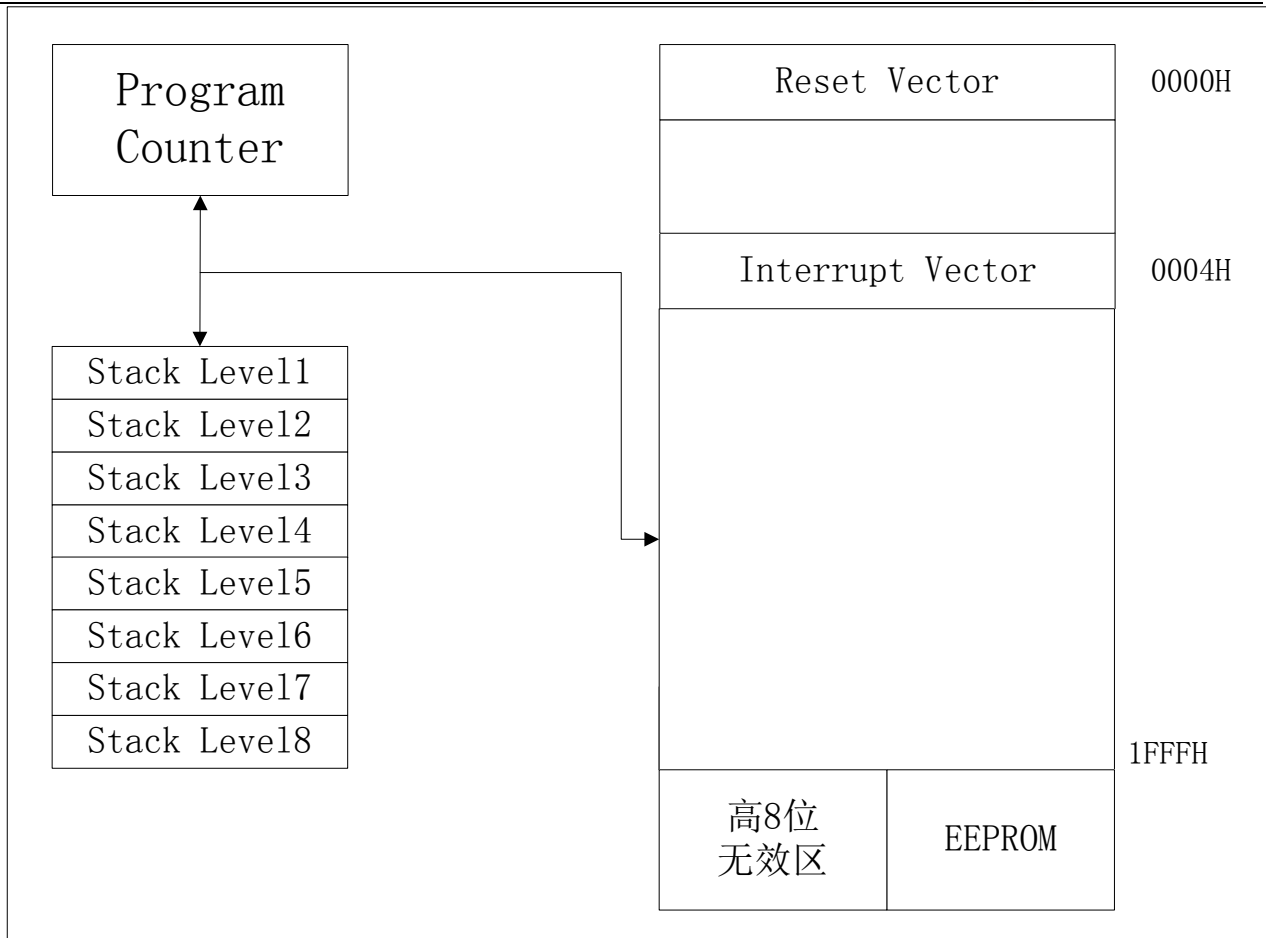 Program
Counter
Stack Level1
Stack Level2
Stack Level3
Stack Level4
Stack Level5
Stack Level6
Stack Level7
Stack Level8
Reset Vector
0000H
Interrupt Vector
0004H
1FFFH
高8位
无效区
EEPROM